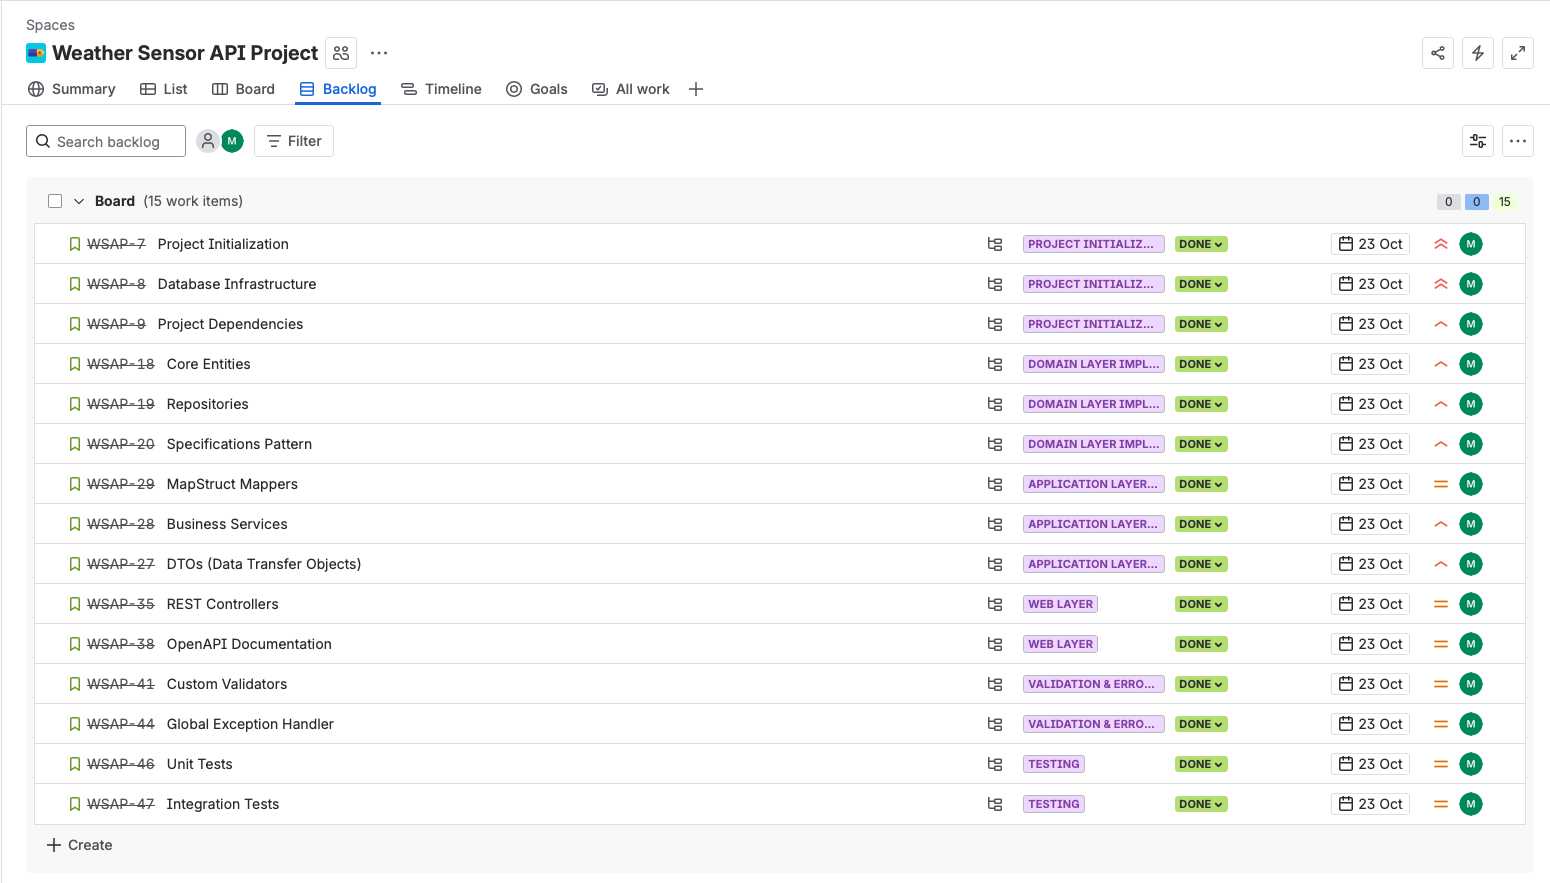 Spaces
Weather Sensor API Project
Summary List Board Backlog Timeline Goals All work
Search backlog M Filter
Board (15 work items) 0 0 15
WSAP-7 Project Initialization PROJECT INITIALIZ... DONE 23 Oct M
WSAP-8 Database Infrastructure PROJECT INITIALIZ... DONE 23 Oct M
WSAP-9 Project Dependencies PROJECT INITIALIZ... DONE 23 Oct M
WSAP-18 Core Entities DOMAIN LAYER IMPL... DONE 23 Oct M
WSAP-19 Repositories DOMAIN LAYER IMPL... DONE 23 Oct M
WSAP-20 Specifications Pattern DOMAIN LAYER IMPL... DONE 23 Oct M
WSAP-29 MapStruct Mappers APPLICATION LAYER... DONE 23 Oct M
WSAP-28 Business Services APPLICATION LAYER... DONE 23 Oct M
WSAP-27 DTOs (Data Transfer Objects) APPLICATION LAYER... DONE 23 Oct M
WSAP-35 REST Controllers WEB LAYER DONE 23 Oct M
WSAP-38 OpenAPI Documentation WEB LAYER DONE 23 Oct M
WSAP-41 Custom Validators VALIDATION & ERRO... DONE 23 Oct M
WSAP-44 Global Exception Handler VALIDATION & ERRO... DONE 23 Oct M
WSAP-46 Unit Tests TESTING DONE 23 Oct M
WSAP-47 Integration Tests TESTING DONE 23 Oct M
Create